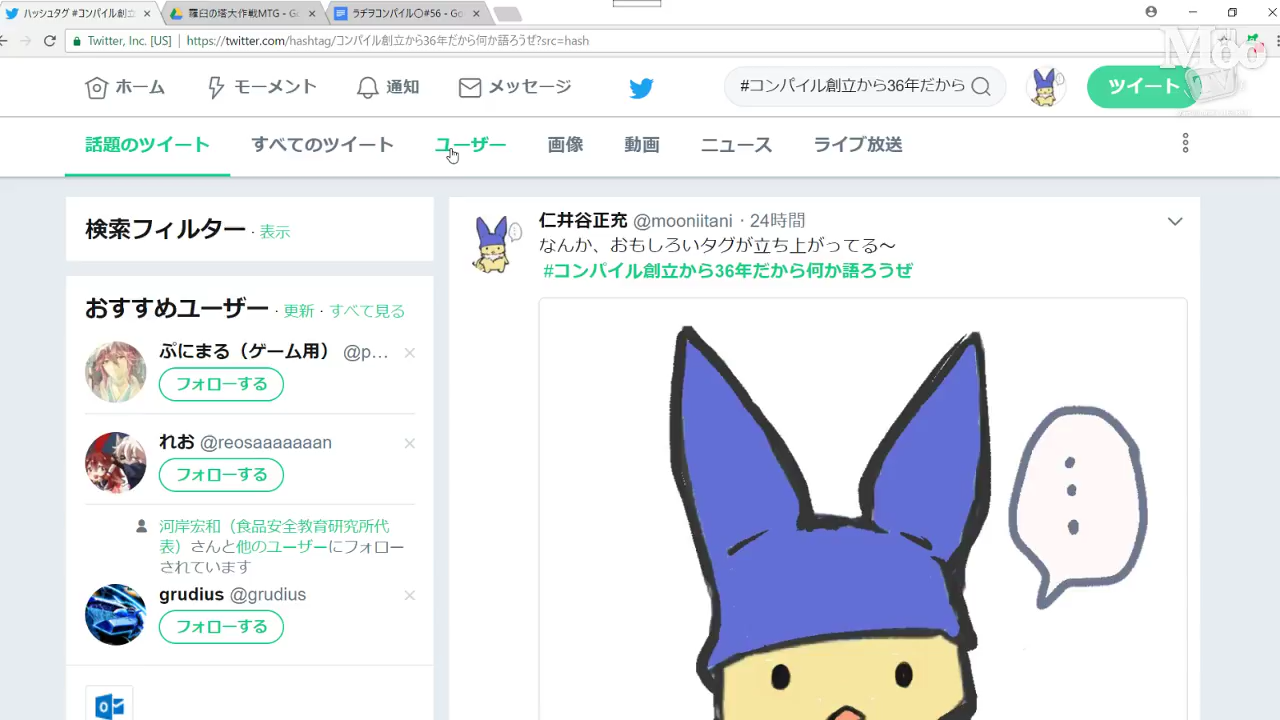 ハッシュタグ #コンパイル創立
羅臼の塔大作戦MTG - Go
ラヂヲコンパイル〇#56 - Go
Twitter, Inc. [US] | https://twitter.com/hashtag/コンパイル創立から36年だから何か語ろうぜ?src=hash
Moo
ホーム
モーメント
通知
メッセージ
#コンパイル創立から36年だから
ツイート
話題のツイート
すべてのツイート
ユーザー
画像
動画
ニュース
ライブ放送
検索フィルター · 表示
おすすめユーザー · 更新 · すべて見る
ぷにまる（ゲーム用） @p…
フォローする
れお @reosaaaaaaan
フォローする
河岸宏和（食品安全教育研究所代
表）さんと他のユーザーにフォロー
されています
grudius @grudius
フォローする
仁井谷正充 @mooniitani · 24時間
なんか、おもしろいタグが立ち上がってる～
#コンパイル創立から36年だから何か語ろうぜ